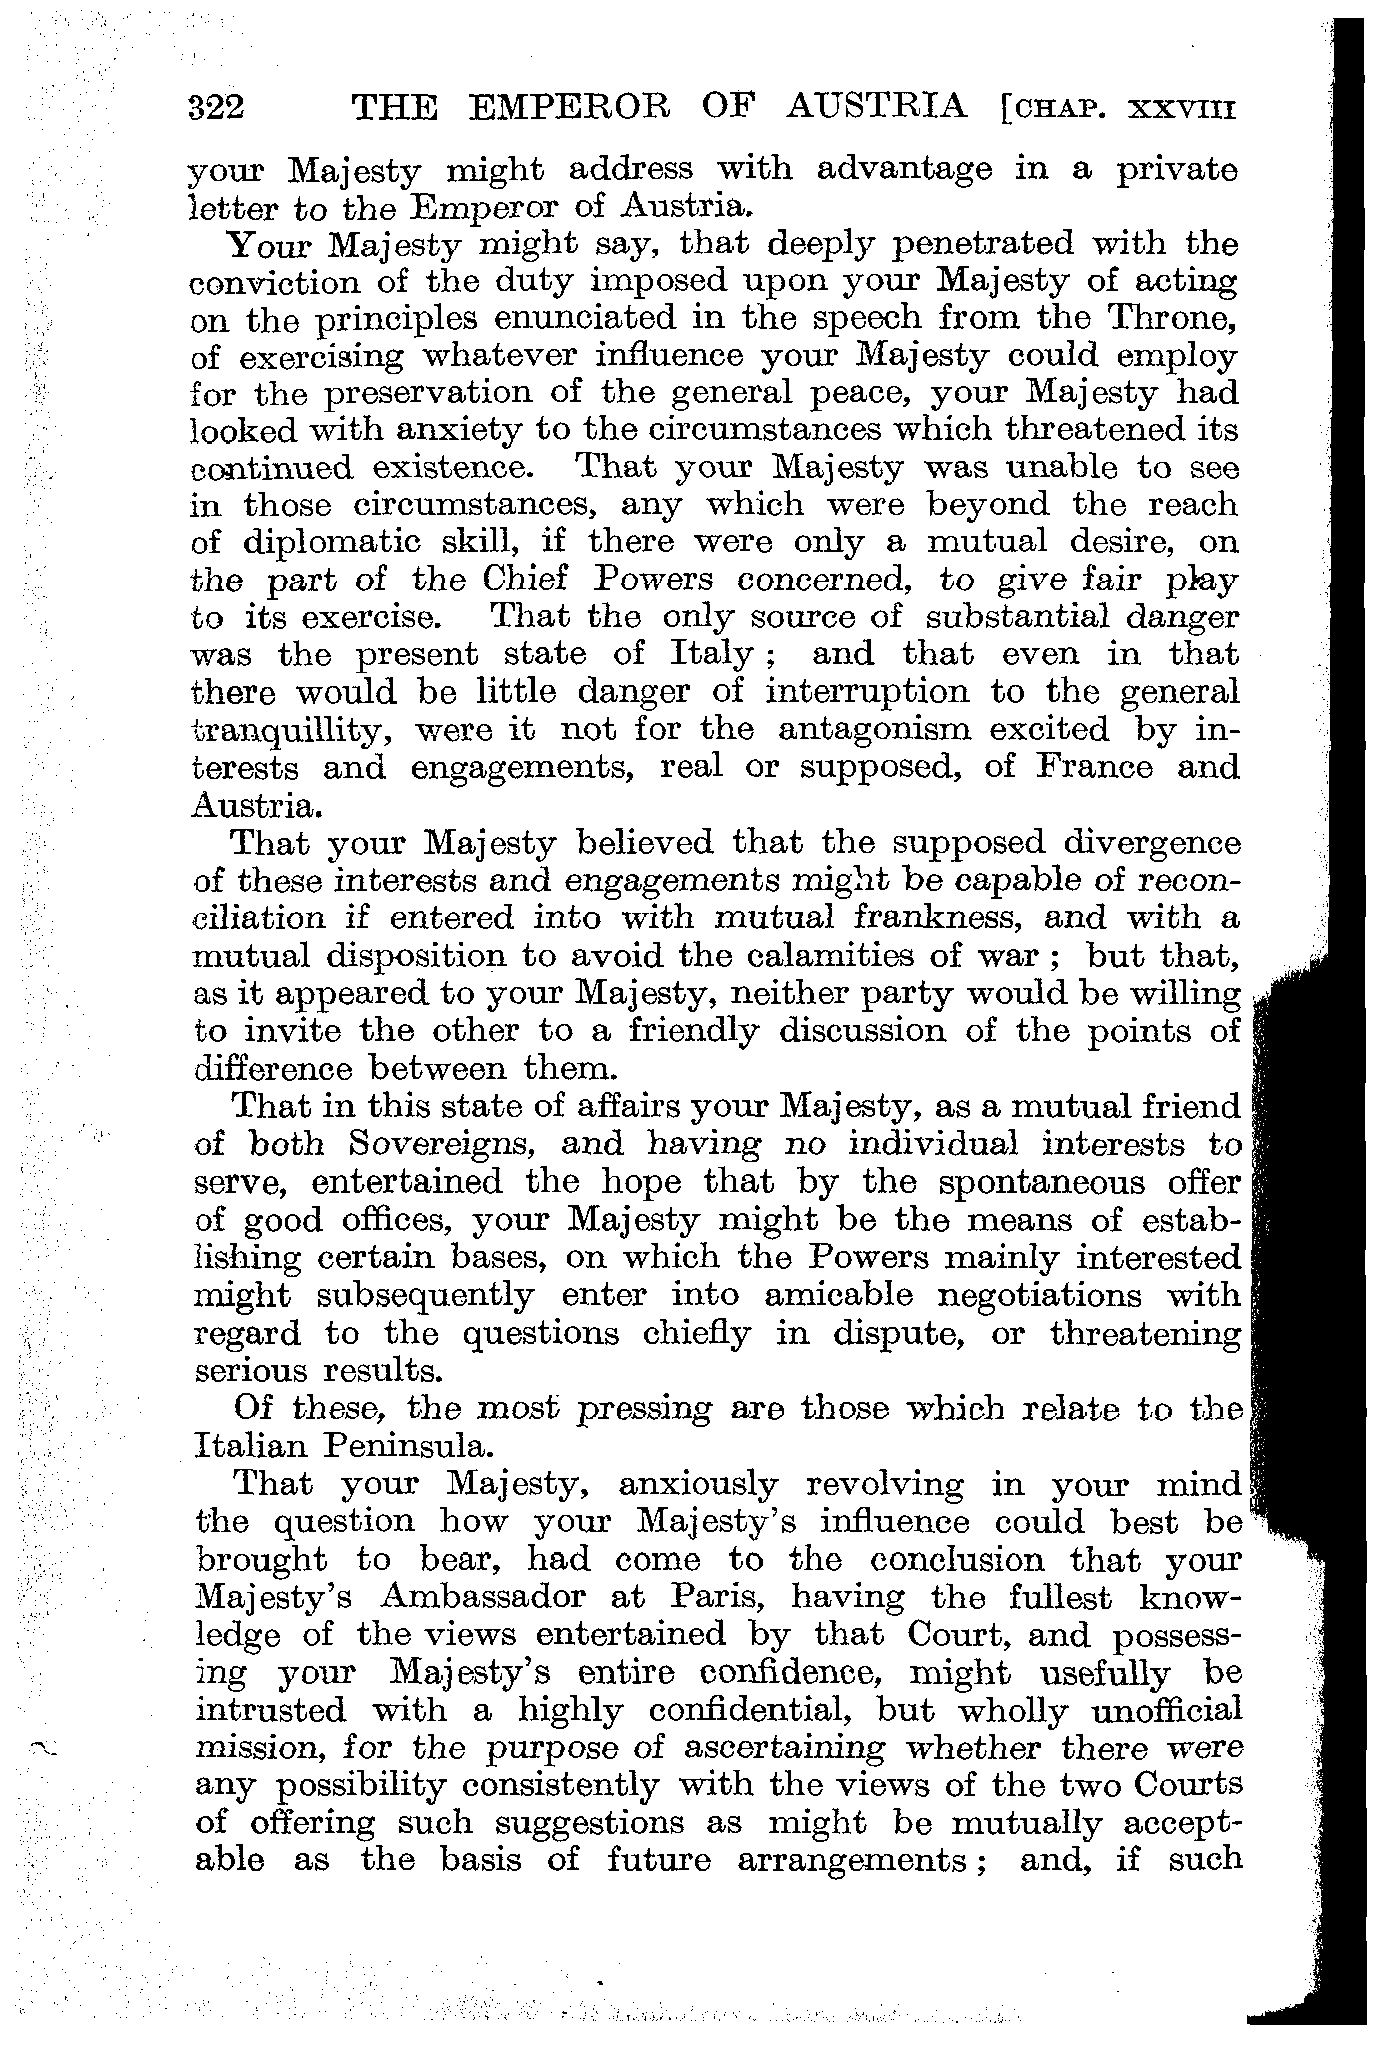 322 THE EMPEROR OF AUSTRIA [CHAP. XXVIII
your Majesty might address with advantage in a private
letter to the Emperor of Austria.
Your Majesty might say, that deeply penetrated with the
conviction of the duty imposed upon your Majesty of acting
on the principles enunciated in the speech from the Throne,
of exercising whatever influence your Majesty could employ
for the preservation of the general peace, your Majesty had
looked with anxiety to the circumstances which threatened its
continued existence. That your Majesty was unable to see
in those circumstances, any which were beyond the reach
of diplomatic skill, if there were only a mutual desire, on
the part of the Chief Powers concerned, to give fair play
to its exercise. That the only source of substantial danger
was the present state of Italy ; and that even in that
there would be little danger of interruption to the general
tranquillity, were it not for the antagonism excited by in-
terests and engagements, real or supposed, of France and
Austria.
That your Majesty believed that the supposed divergence
of these interests and engagements might be capable of recon-
ciliation if entered into with mutual frankness, and with a
mutual disposition to avoid the calamities of war ; but that,
as it appeared to your Majesty, neither party would be willing
to invite the other to a friendly discussion of the points of
difference between them.
That in this state of affairs your Majesty, as a mutual friend
of both Sovereigns, and having no individual interests to
serve, entertained the hope that by the spontaneous offer
of good offices, your Majesty might be the means of estab-
lishing certain bases, on which the Powers mainly interested
might subsequently enter into amicable negotiations with
regard to the questions chiefly in dispute, or threatening
serious results.
Of these, the most pressing are those which relate to the
Italian Peninsula.
That your Majesty, anxiously revolving in your mind
the question how your Majesty's influence could best be
brought to bear, had come to the conclusion that your
Majesty's Ambassador at Paris, having the fullest know-
ledge of the views entertained by that Court, and possess-
ing your Majesty's entire confidence, might usefully be
intrusted with a highly confidential, but wholly unofficial
mission, for the purpose of ascertaining whether there were
any possibility consistently with the views of the two Courts
of offering such suggestions as might be mutually accept-
able as the basis of future arrangements ; and, if such